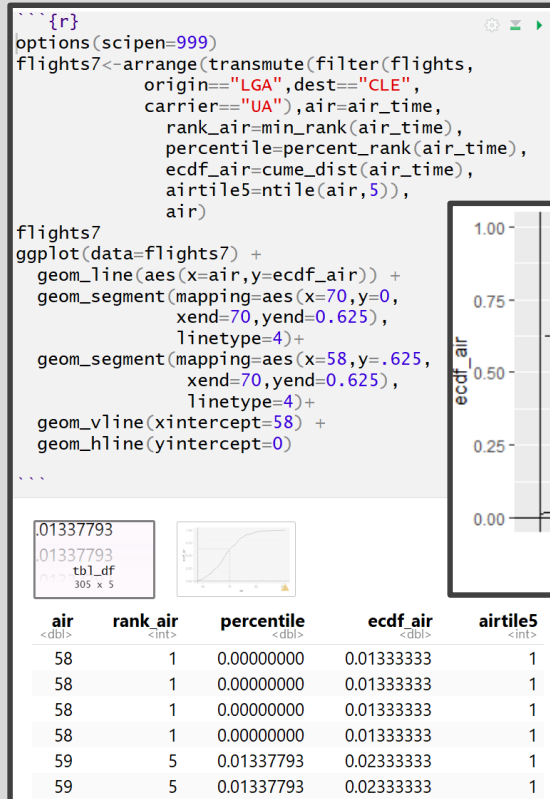 ```{r}
options(scipen=999)
flights7<-arrange(transmute(filter(flights,
origin=="LGA",dest=="CLE",
carrier=="UA"),air=air_time,
rank_air=min_rank(air_time),
percentile=percent_rank(air_time),
ecdf_air=cume_dist(air_time),
airtile5=ntile(air,5)),
air)
flights7
ggplot(data=flights7) +
geom_line(aes(x=air,y=ecdf_air)) +
geom_segment(mapping=aes(x=70,y=0,
xend=70,yend=0.625),
linetype=4)+
geom_segment(mapping=aes(x=58,y=.625,
xend=70,yend=0.625),
linetype=4)+
geom_vline(xintercept=58) +
geom_hline(yintercept=0)
```
1.00
0.75
0.50
0.25
0.00
ecdf_air
.01337793
.01337793
tbl_df
305 x 5
air rank_air percentile ecdf_air airtile5
<dbl> <int> <dbl> <dbl> <int>
58 1 0.00000000 0.01333333 1
58 1 0.00000000 0.01333333 1
58 1 0.00000000 0.01333333 1
58 1 0.00000000 0.01333333 1
59 5 0.01337793 0.02333333 1
59 5 0.01337793 0.02333333 1